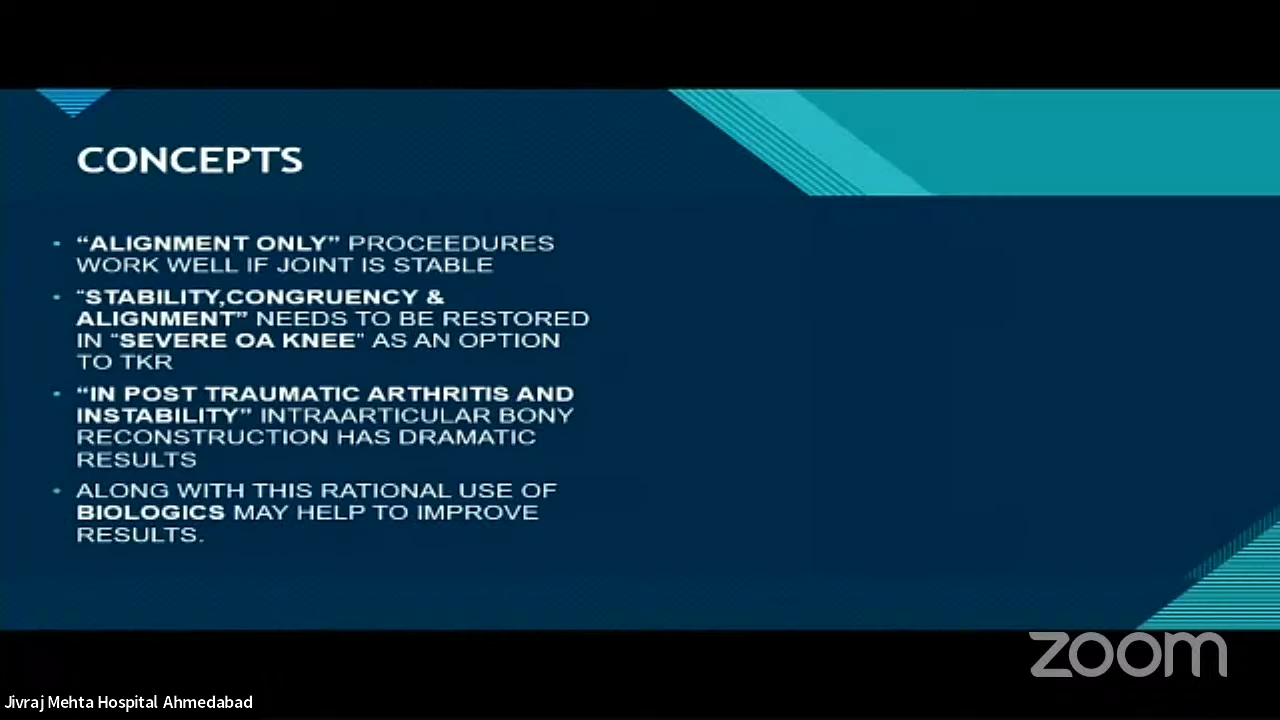 CONCEPTS
• “ALIGNMENT ONLY” PROCEEDURES
WORK WELL IF JOINT IS STABLE
• “STABILITY,CONGRUENCY &
ALIGNMENT” NEEDS TO BE RESTORED
IN “SEVERE OA KNEE” AS AN OPTION
TO TKR
• “IN POST TRAUMATIC ARTHRITIS AND
INSTABILITY” INTRAARTICULAR BONY
RECONSTRUCTION HAS DRAMATIC
RESULTS
• ALONG WITH THIS RATIONAL USE OF
BIOLOGICS MAY HELP TO IMPROVE
RESULTS.
zoom
Jivraj Mehta Hospital Ahmedabad